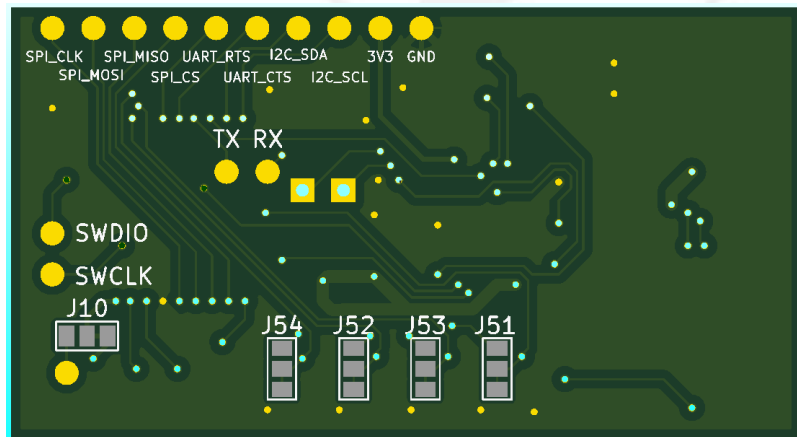 SPI_CLK SPI_MISO UART_RTS I2C_SDA 3V3 GND
SPI_MOSI SPI_CS UART_CTS I2C_SCL
TX RX
SWDIO
SWCLK
J10
J54 J52 J53 J51